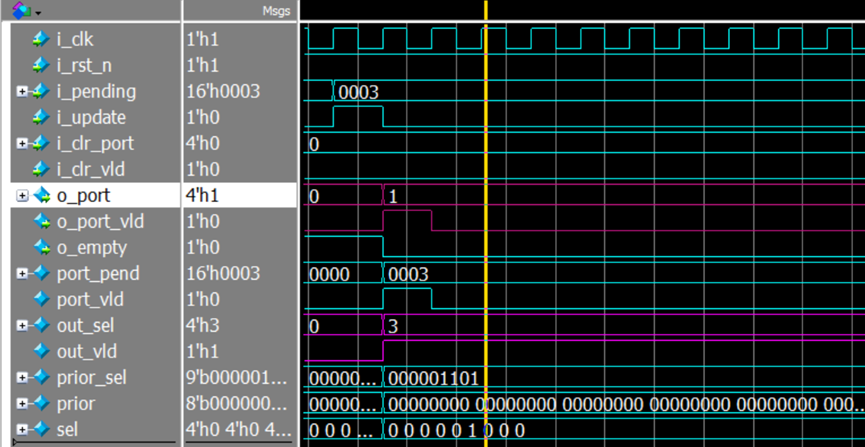 Msgs
i_clk 1'h1
i_rst_n 1'h1
i_pending 16'h0003 0003
i_update 1'h0
i_clr_port 4'h0 0
i_clr_vld 1'h0
o_port 4'h1 0 1
o_port_vld 1'h0
o_empty 1'h0
port_pend 16'h0003 0000 0003
port_vld 1'h0
out_sel 4'h3 0 3
out_vld 1'h1
prior_sel 9'b000001... 00000... 000001101
prior 8'b000000... 00000... 00000000 00000000 00000000 00000000 00000000 000...
sel 4'h0 4'h0 4... 0 0 0 ... 0 0 0 0 0 1 0 0 0